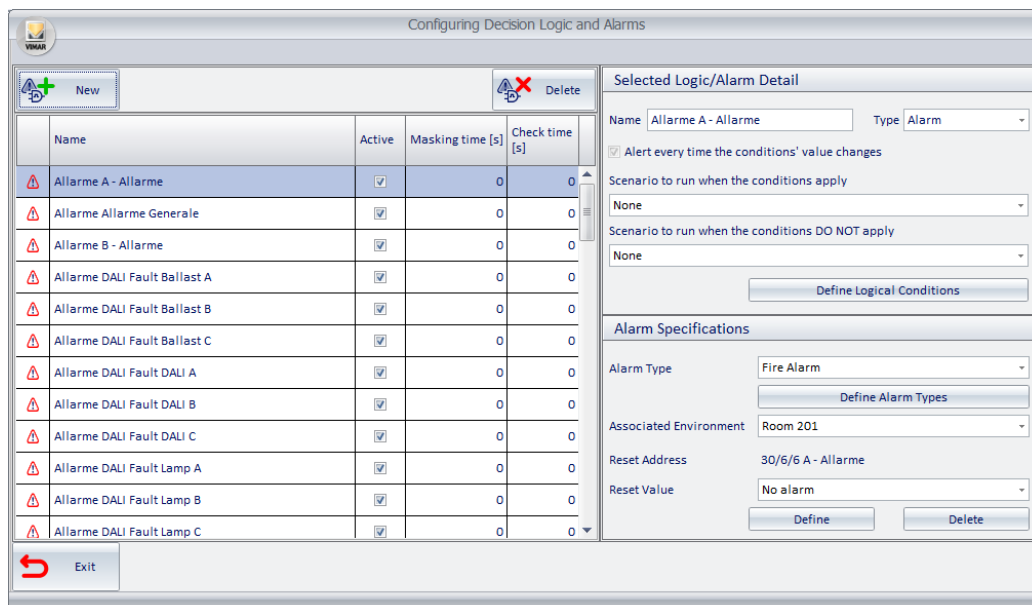 Configuring Decision Logic and Alarms
VIMAR
New
Delete
Name Active Masking time [s] Check time [s]
Allarme A - Allarme 0 0
Allarme Allarme Generale 0 0
Allarme B - Allarme 0 0
Allarme DALI Fault Ballast A 0 0
Allarme DALI Fault Ballast B 0 0
Allarme DALI Fault Ballast C 0 0
Allarme DALI Fault DALI A 0 0
Allarme DALI Fault DALI B 0 0
Allarme DALI Fault DALI C 0 0
Allarme DALI Fault Lamp A 0 0
Allarme DALI Fault Lamp B 0 0
Allarme DALI Fault Lamp C 0 0
Selected Logic/Alarm Detail
Name Allarme A - Allarme Type Alarm
Alert every time the conditions' value changes
Scenario to run when the conditions apply
None
Scenario to run when the conditions DO NOT apply
None
Define Logical Conditions
Alarm Specifications
Alarm Type Fire Alarm
Define Alarm Types
Associated Environment Room 201
Reset Address 30/6/6 A - Allarme
Reset Value No alarm
Define Delete
Exit